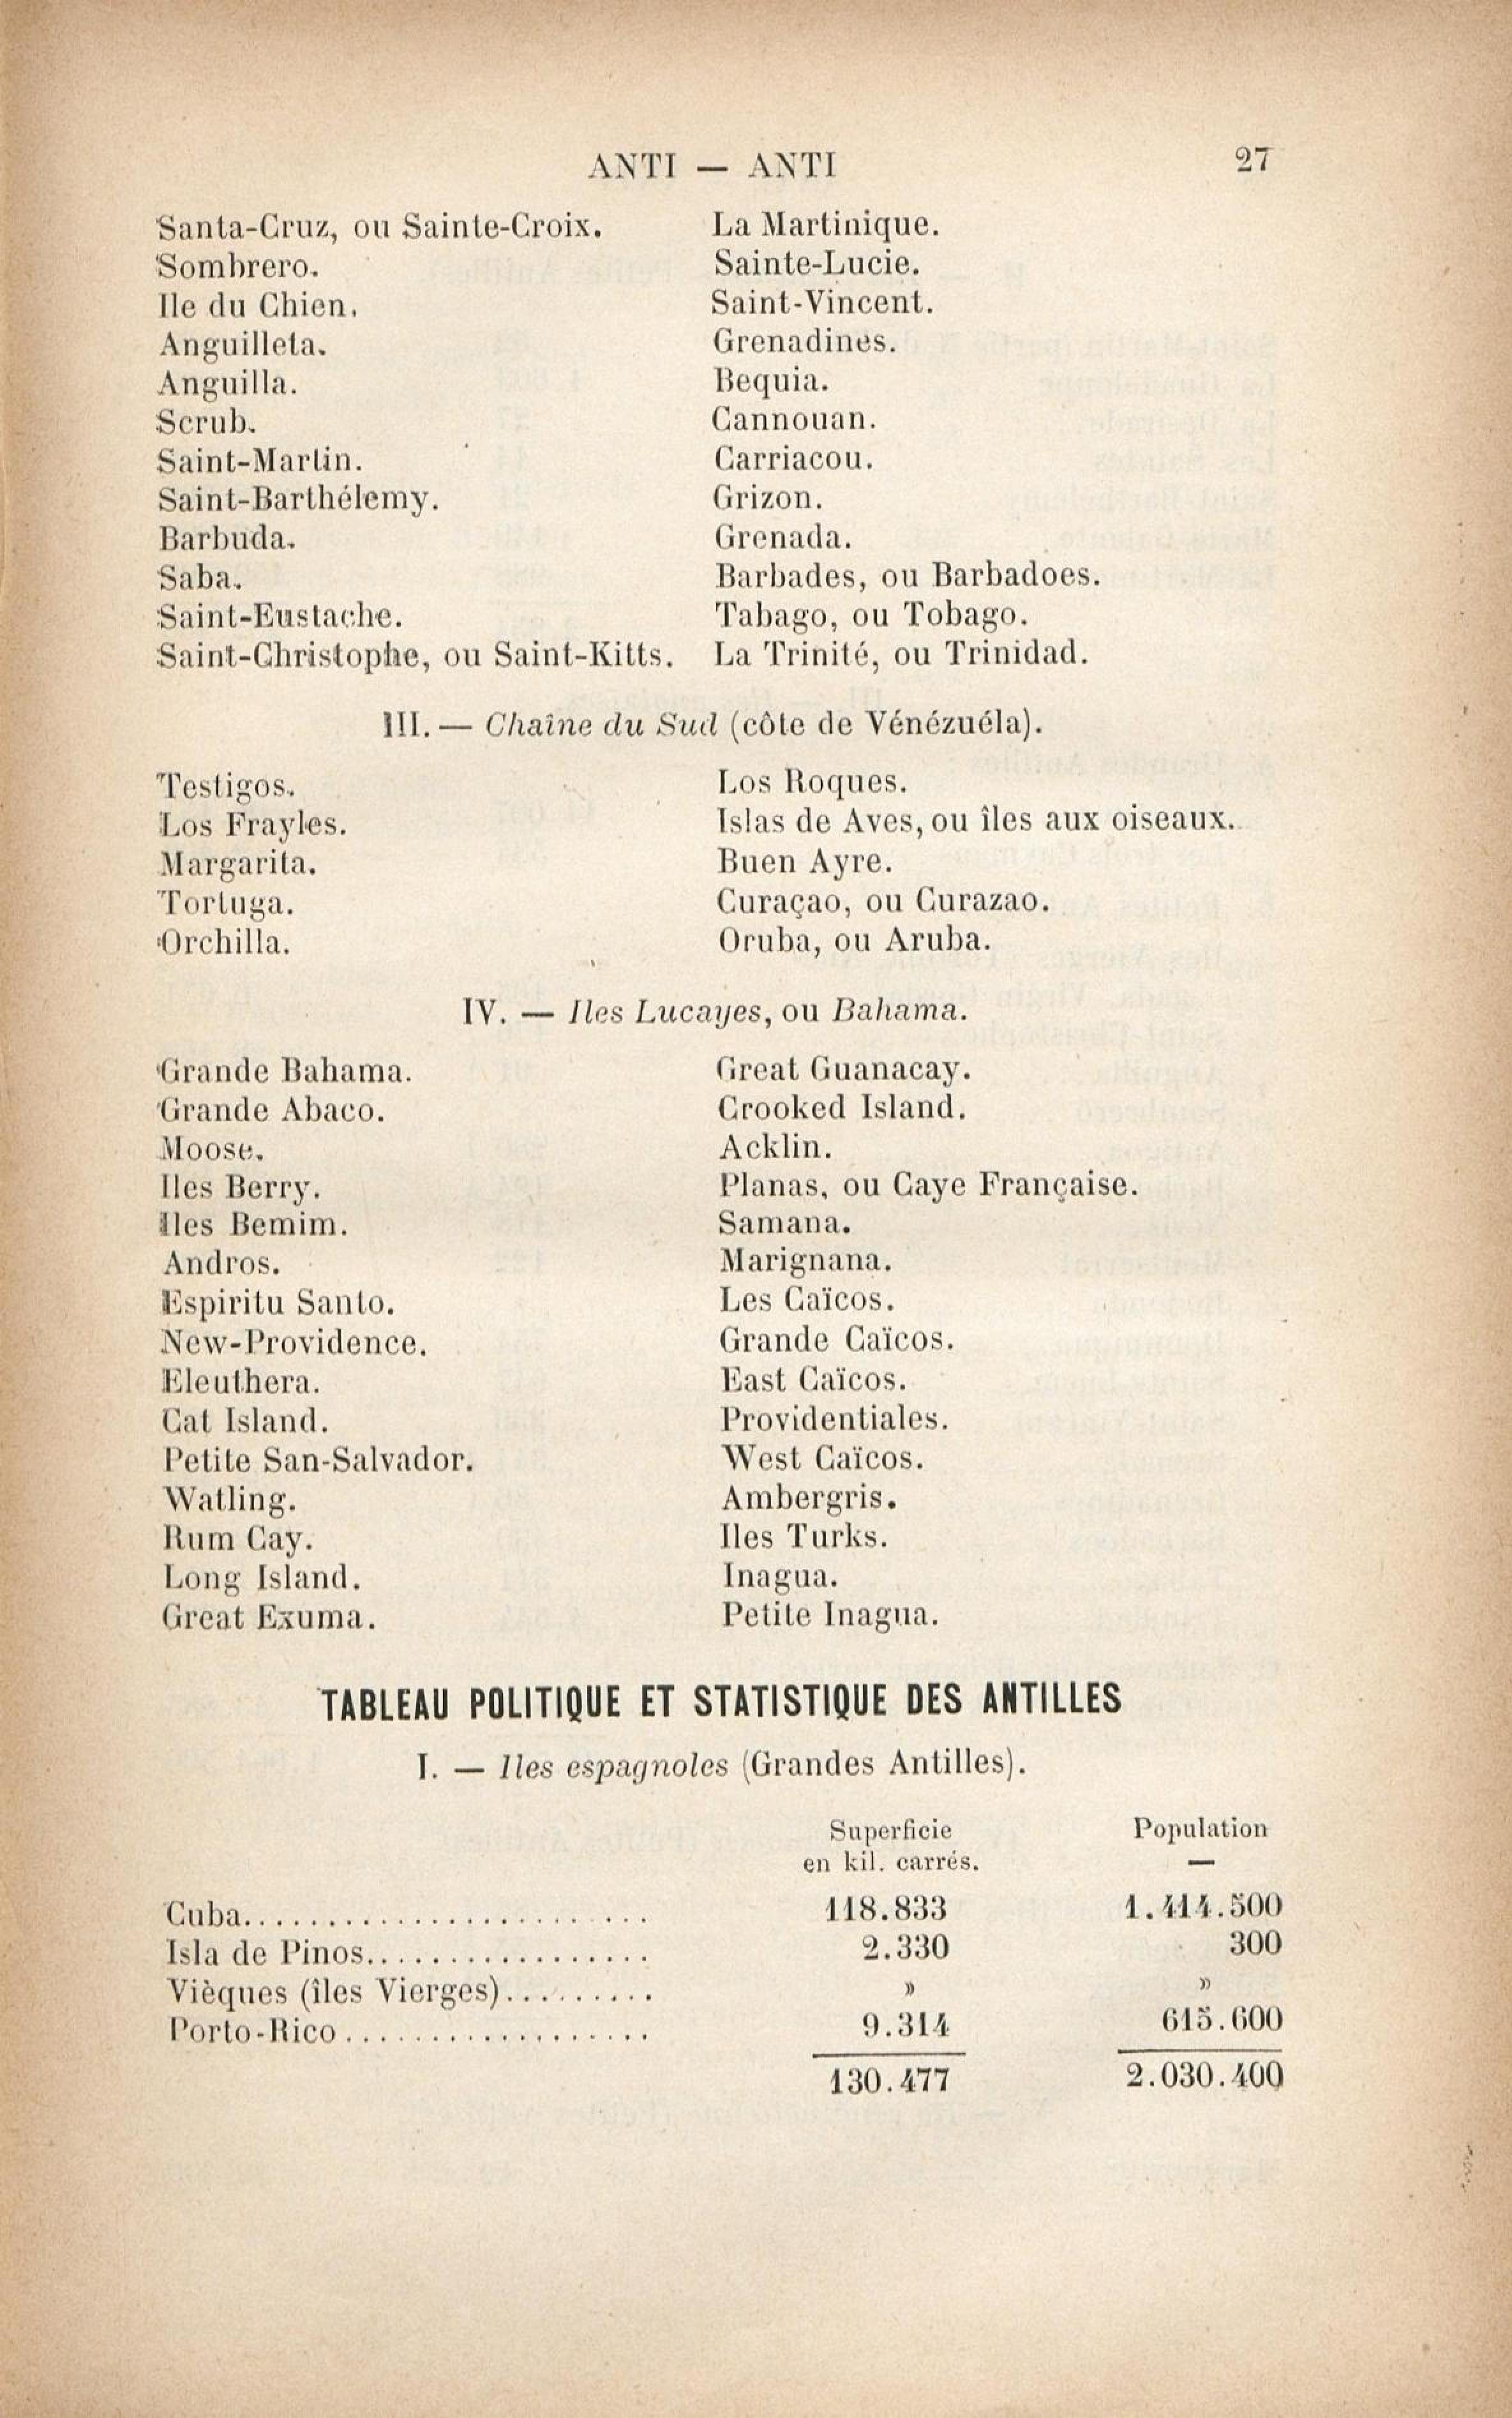 ANTI — ANTI
27
Santa-Cruz, ou Sainte-Croix.
Sombrero.
Ile du Chien.
Anguilleta.
Anguilla.
Scrub.
Saint-Martin.
Saint-Barthélemy.
Barbuda.
Saba.
Saint-Eustache.
Saint-Christophe, ou Saint-Kitts.
La Martinique.
Sainte-Lucie.
Saint-Vincent.
Grenadines.
Bequia.
Cannouan.
Carriacou.
Grizon.
Grenada.
Barbades, ou Barbadoes.
Tabago, ou Tobago.
La Trinité, ou Trinidad.
III. — Chaîne du Sud (côte de Vénézuéla).
Testigos.
Los Frayles.
Margarita.
Tortuga.
Orchilla.
Los Roques.
Islas de Aves, ou îles aux oiseaux.
Buen Ayre.
Curaçao, ou Curazao.
Oruba, ou Aruba.
IV. — Iles Lucayes, ou Bahama.
Grande Bahama.
Grande Abaco.
Moose.
Iles Berry.
Iles Bemim.
Andros.
Espiritu Santo.
New-Providence.
Eleuthera.
Cat Island.
Petite San-Salvador.
Watling.
Rum Cay.
Long Island.
Great Exuma.
Great Guanacay.
Crooked Island.
Acklin.
Planas, ou Caye Française.
Samana.
Marignana.
Les Caïcos.
Grande Caïcos.
East Caïcos.
Providentiales.
West Caïcos.
Ambergris.
Iles Turks.
Inagua.
Petite Inagua.
TABLEAU POLITIQUE ET STATISTIQUE DES ANTILLES
I. — Iles espagnoles (Grandes Antilles).
Superficie Population
en kil. carrés. —
Cuba........................ 118.833 1.414.500
Isla de Pinos................. 2.330 300
Vièques (îles Vierges)......... » »
Porto-Rico................... 9.314 615.600
130.477 2.030.400